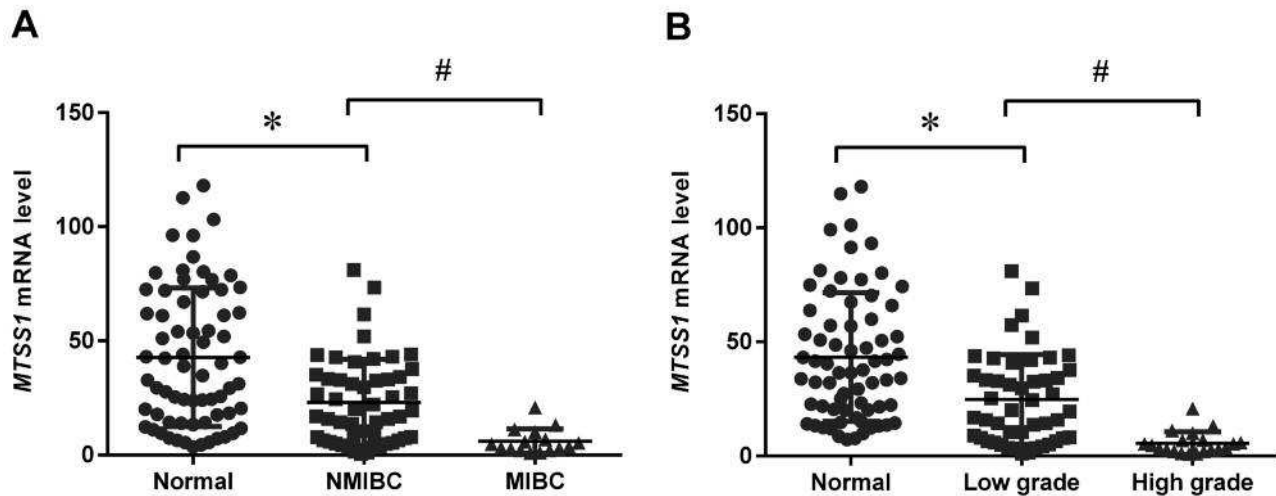 A
MTSS1 mRNA level
150
100
50
0
*
#
Normal
NMIBC
MIBC
B
MTSS1 mRNA level
150
100
50
0
*
#
Normal
Low grade
High grade